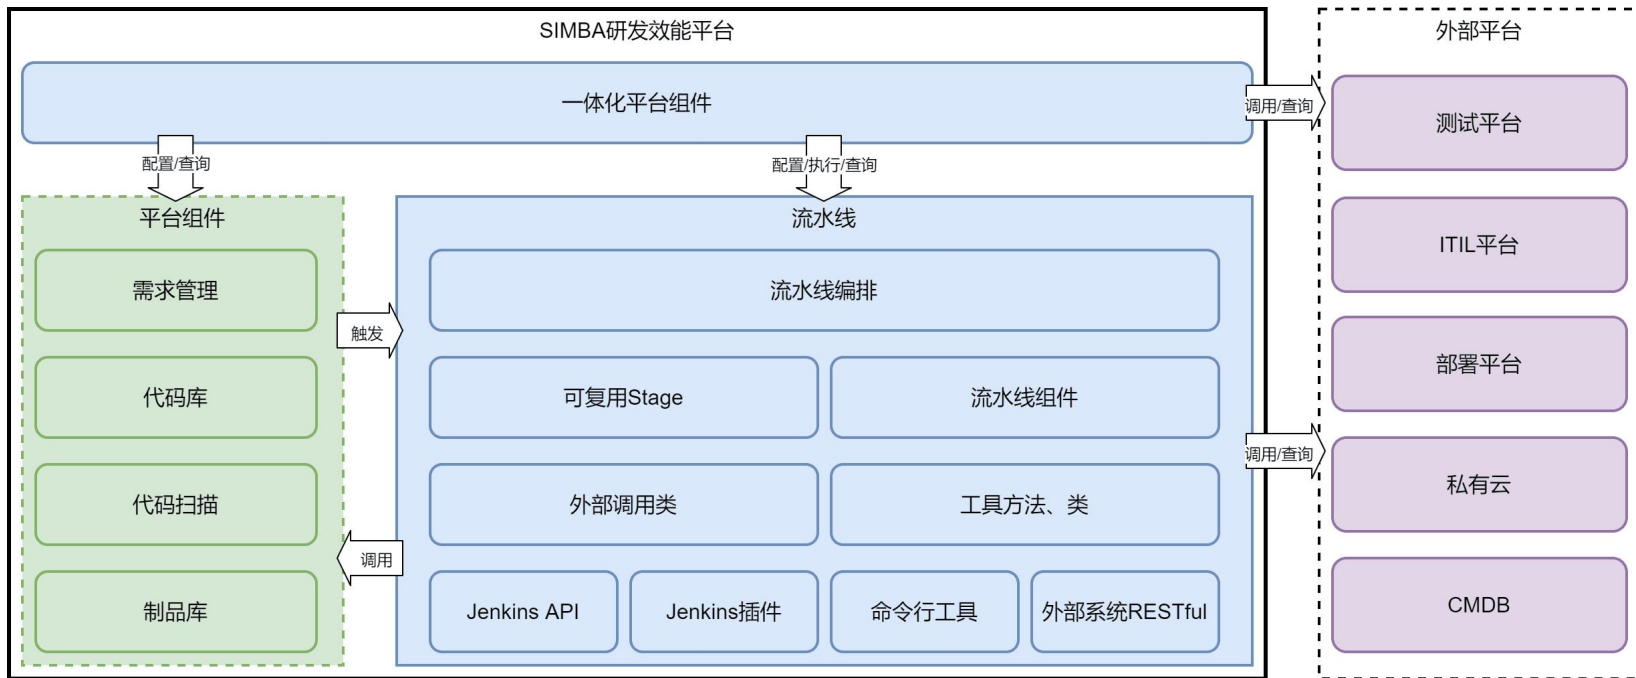 SIMBA研发效能平台
外部平台
一体化平台组件
调用/查询
测试平台
配置/查询
配置/执行/查询
平台组件
流水线
ITIL平台
需求管理
流水线编排
触发
部署平台
代码库
可复用Stage
流水线组件
调用/查询
私有云
代码扫描
外部调用类
工具方法、类
调用
制品库
Jenkins API
Jenkins插件
命令行工具
外部系统RESTful
CMDB